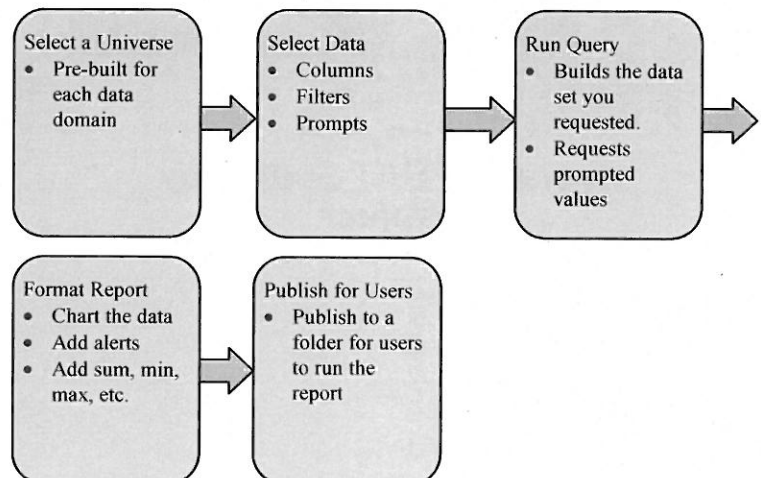 Select a Universe
• Pre-built for
each data
domain
Select Data
• Columns
• Filters
• Prompts
Run Query
• Builds the data
set you
requested.
• Requests
prompted
values
Format Report
• Chart the data
• Add alerts
• Add sum, min,
max, etc.
Publish for Users
• Publish to a
folder for users
to run the
report